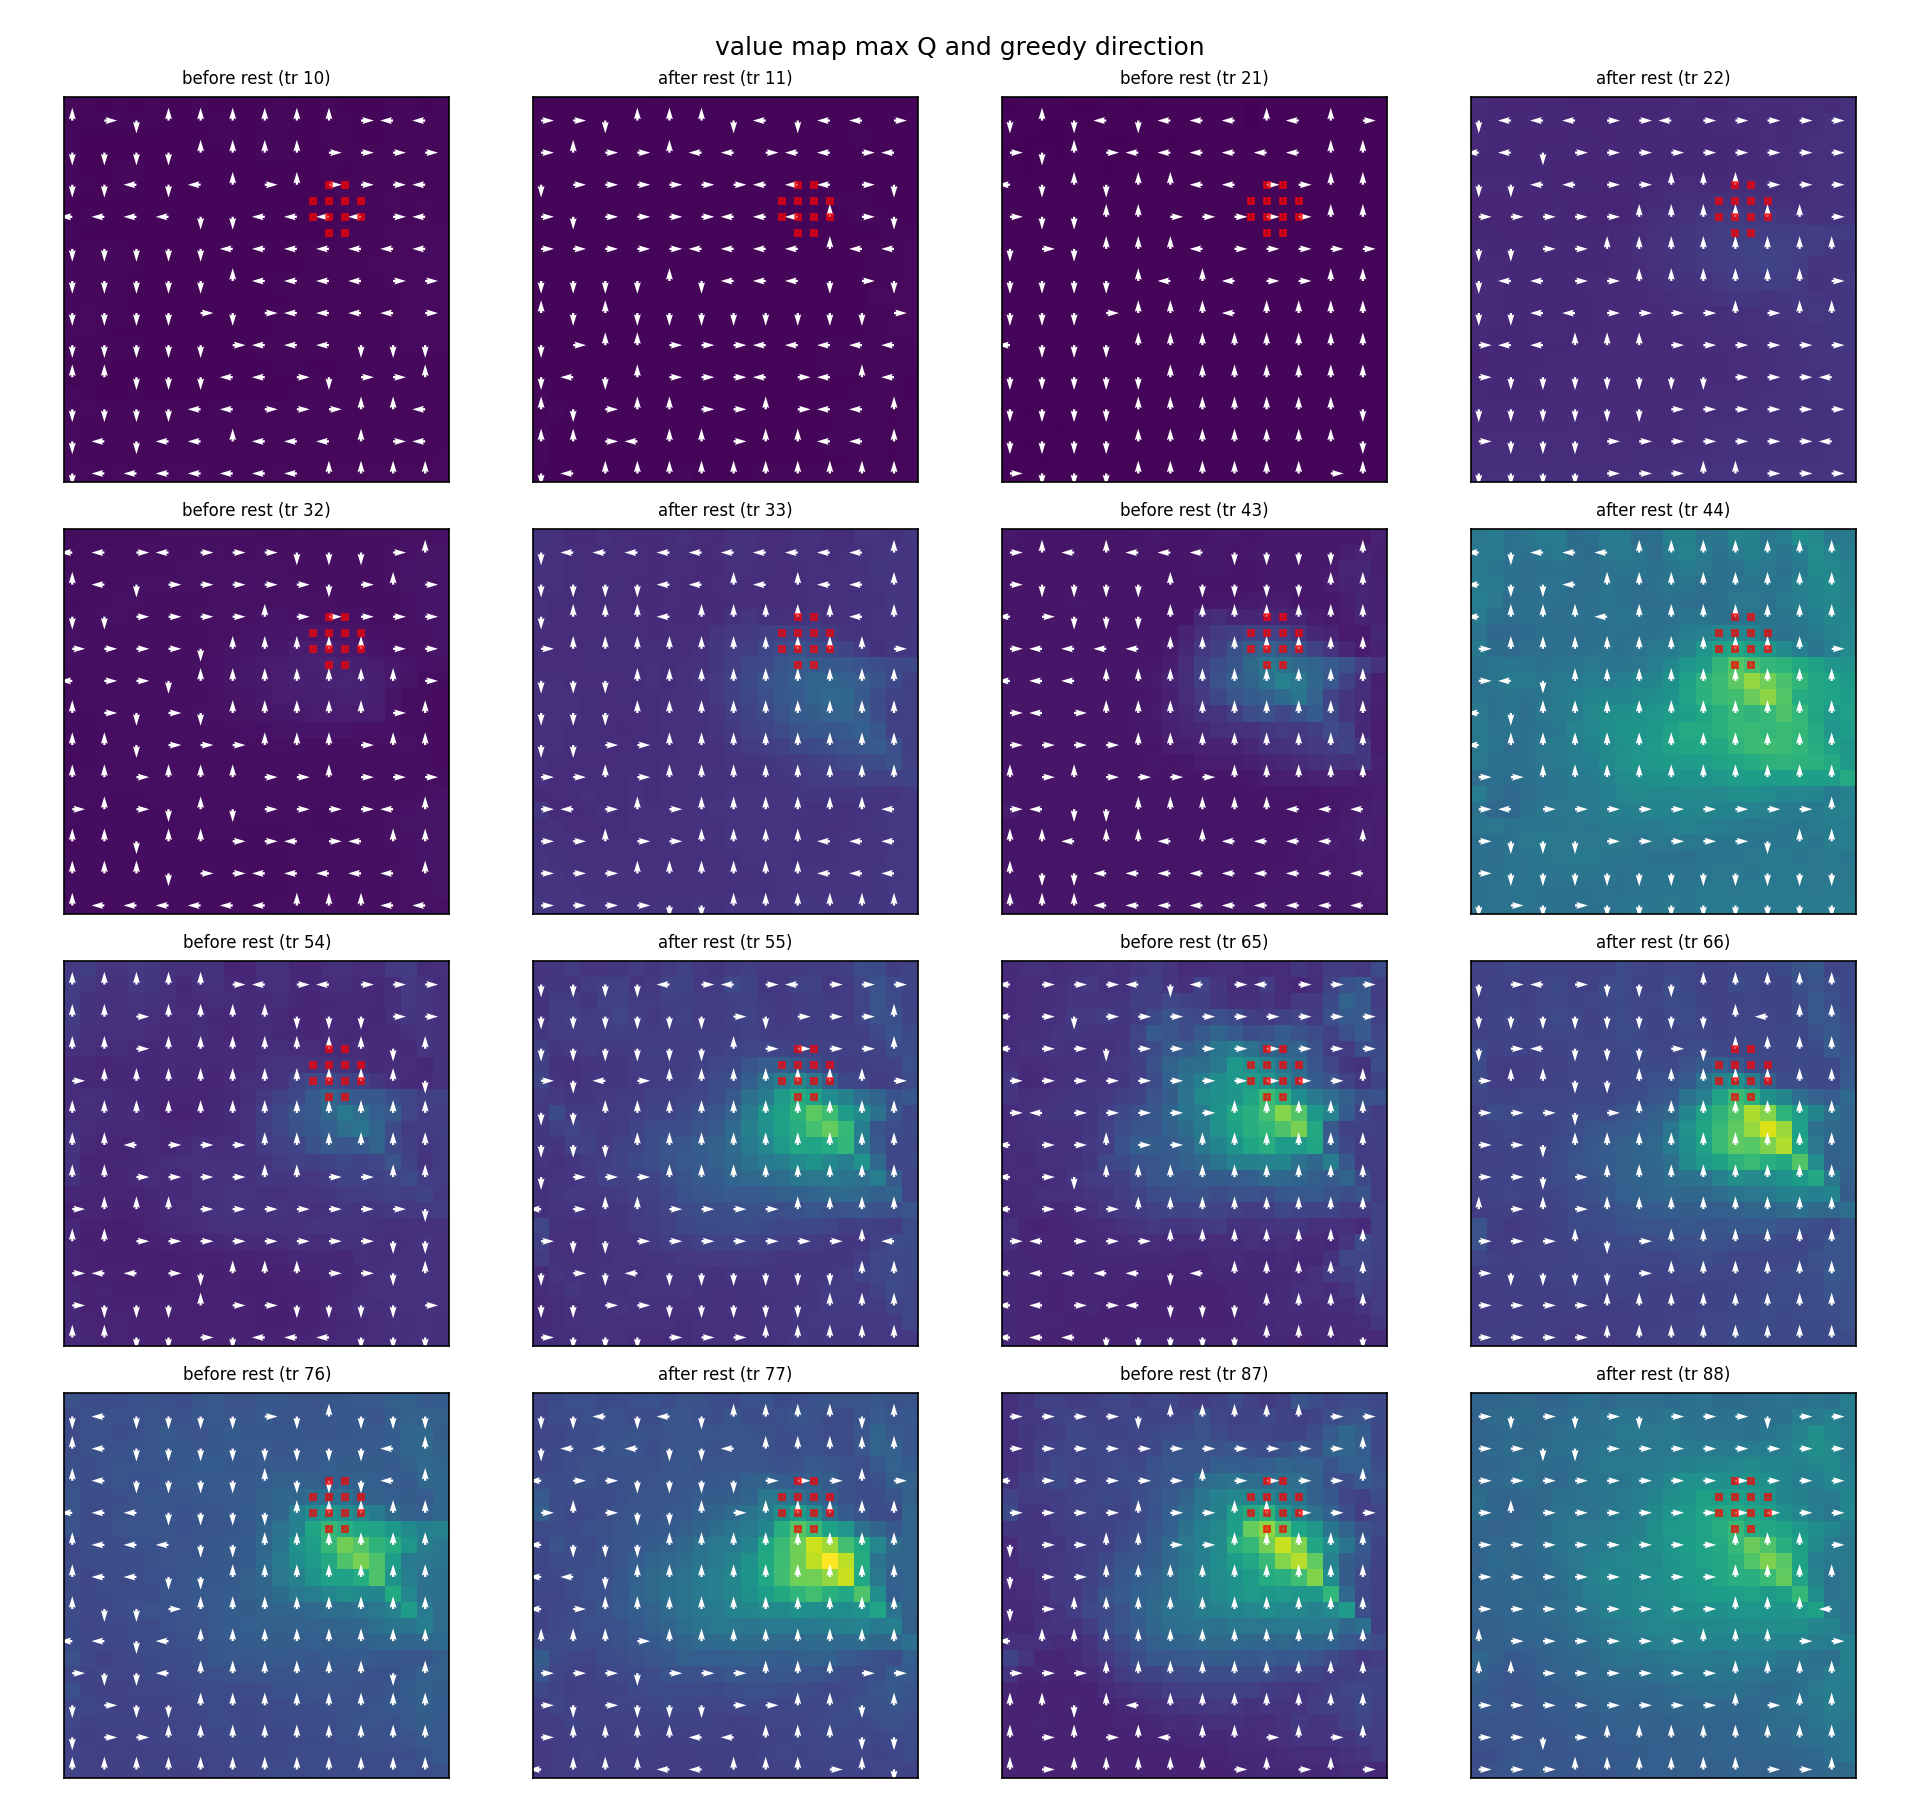 value map max Q and greedy direction
before rest (tr 10)
after rest (tr 11)
before rest (tr 21)
after rest (tr 22)
before rest (tr 32)
after rest (tr 33)
before rest (tr 43)
after rest (tr 44)
before rest (tr 54)
after rest (tr 55)
before rest (tr 65)
after rest (tr 66)
before rest (tr 76)
after rest (tr 77)
before rest (tr 87)
after rest (tr 88)